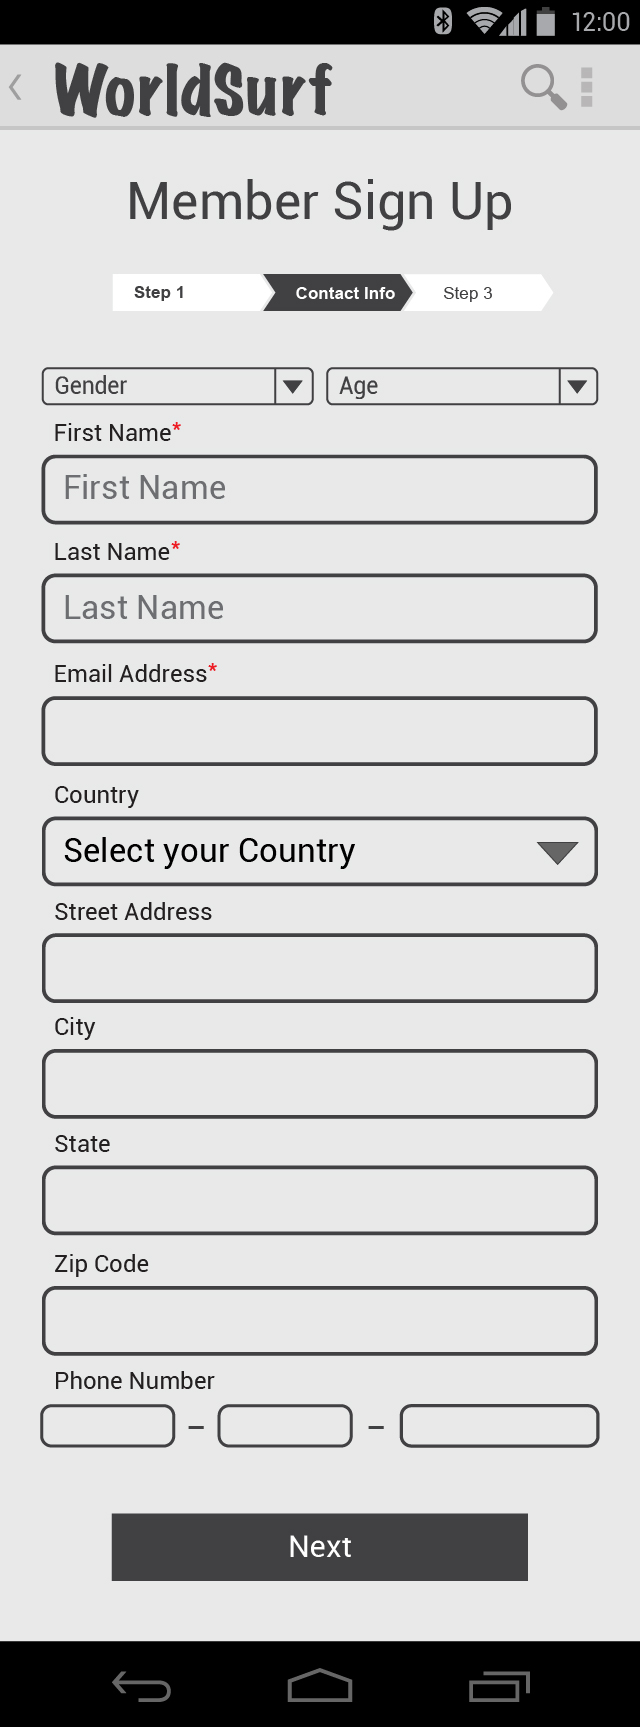 12:00
WorldSurf
Member Sign Up
Step 1 Contact Info Step 3
Gender Age
First Name*
First Name
Last Name*
Last Name
Email Address*
Country
Select your Country
Street Address
City
State
Zip Code
Phone Number
– –
Next